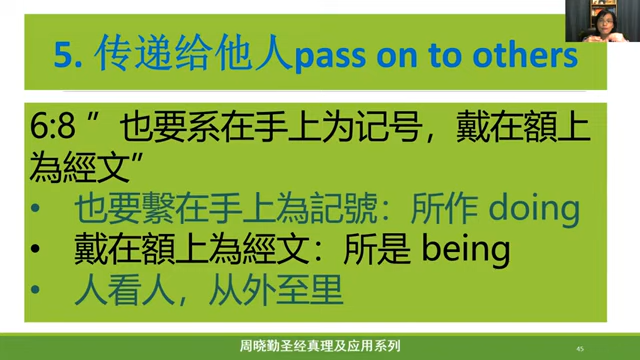 5. 传递给他人pass on to others
6:8 ”也要系在手上为记号，戴在額上
為經文”
• 也要繫在手上為記號：所作 doing
• 戴在額上為經文：所是 being
• 人看人，从外至里
周晓勤圣经真理及应用系列
45